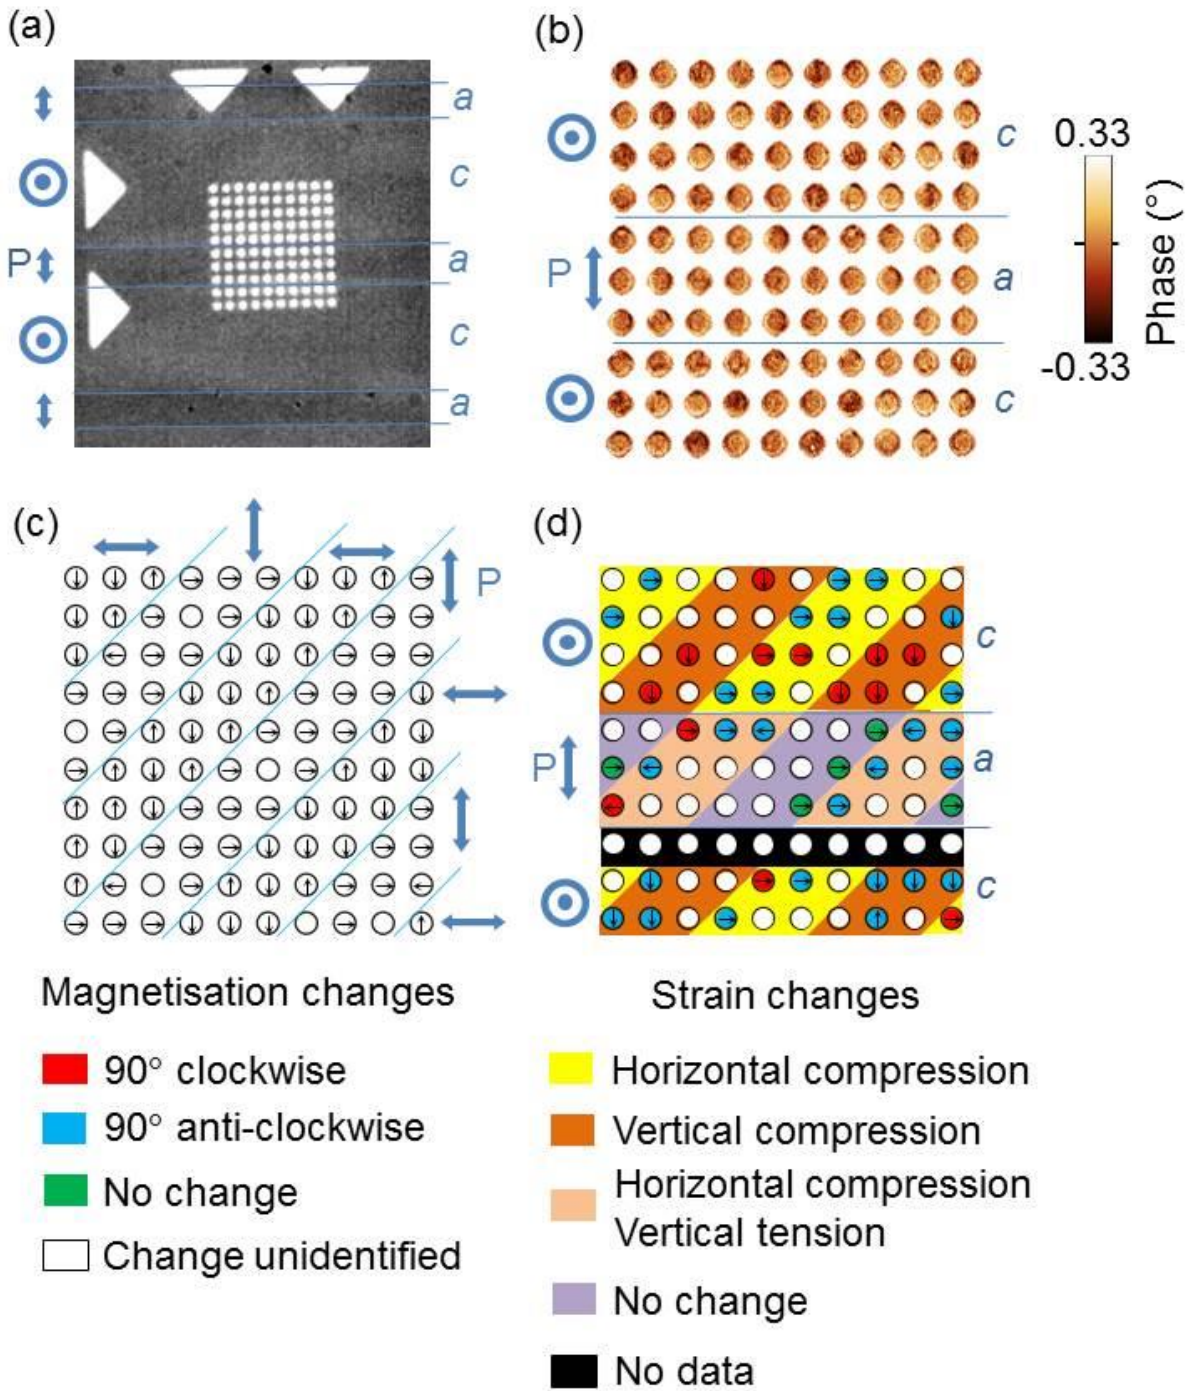 (a)
a
c
P
a
c
a
(b)
c
P
a
c
0.33
-0.33
Phase (°)
(c)
P
P
(d)
c
P
a
c
Magnetisation changes
90° clockwise
90° anti-clockwise
No change
Change unidentified
Strain changes
Horizontal compression
Vertical compression
Horizontal compression
Vertical tension
No change
No data